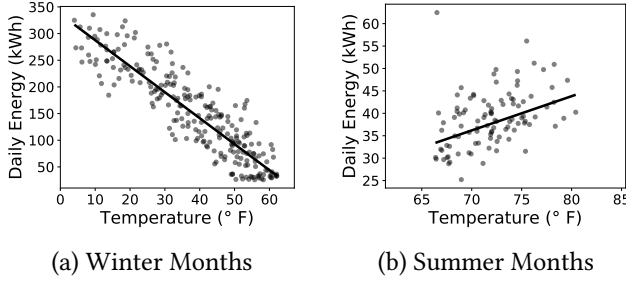 350
300
250
200
150
100
50
0 10 20 30 40 50 60
Daily Energy (kWh)
Temperature (° F)
(a) Winter Months
60
55
50
45
40
35
30
25
65 70 75 80 85
Daily Energy (kWh)
Temperature (° F)
(b) Summer Months